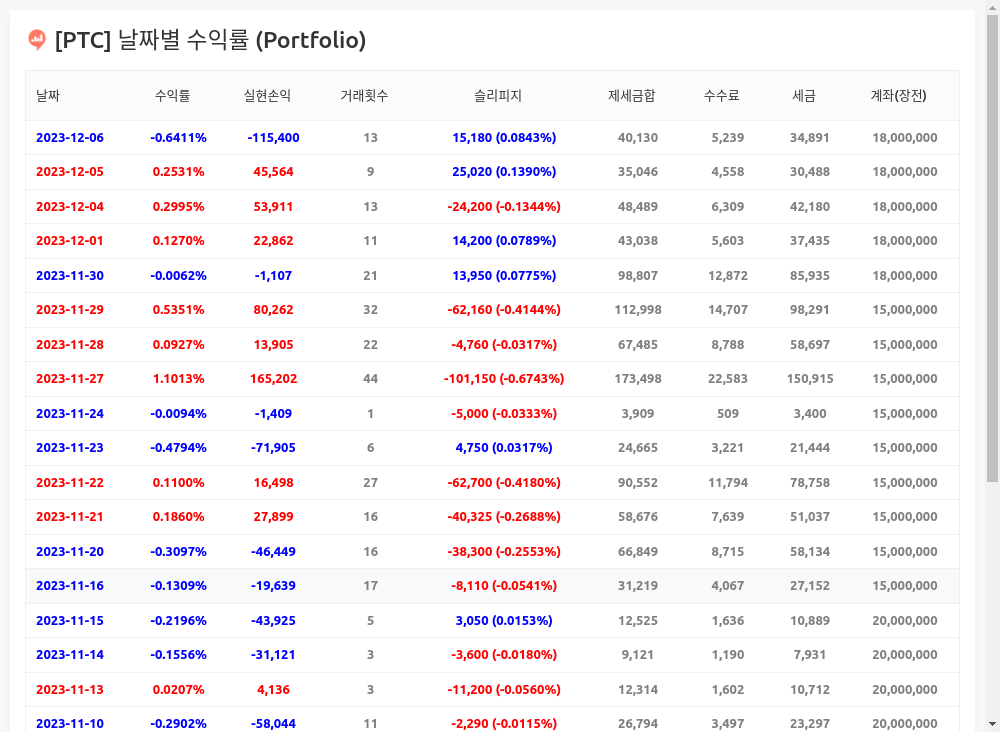 [PTC] 날짜별 수익률 (Portfolio)
날짜 수익률 실현손익 거래횟수 슬리피지 제세금합 수수료 세금 계좌(장전)
2023-12-06 -0.6411% -115,400 13 15,180 (0.0843%) 40,130 5,239 34,891 18,000,000
2023-12-05 0.2531% 45,564 9 25,020 (0.1390%) 35,046 4,558 30,488 18,000,000
2023-12-04 0.2995% 53,911 13 -24,200 (-0.1344%) 48,489 6,309 42,180 18,000,000
2023-12-01 0.1270% 22,862 11 14,200 (0.0789%) 43,038 5,603 37,435 18,000,000
2023-11-30 -0.0062% -1,107 21 13,950 (0.0775%) 98,807 12,872 85,935 18,000,000
2023-11-29 0.5351% 80,262 32 -62,160 (-0.4144%) 112,998 14,707 98,291 15,000,000
2023-11-28 0.0927% 13,905 22 -4,760 (-0.0317%) 67,485 8,788 58,697 15,000,000
2023-11-27 1.1013% 165,202 44 -101,150 (-0.6743%) 173,498 22,583 150,915 15,000,000
2023-11-24 -0.0094% -1,409 1 -5,000 (-0.0333%) 3,909 509 3,400 15,000,000
2023-11-23 -0.4794% -71,905 6 4,750 (0.0317%) 24,665 3,221 21,444 15,000,000
2023-11-22 0.1100% 16,498 27 -62,700 (-0.4180%) 90,552 11,794 78,758 15,000,000
2023-11-21 0.1860% 27,899 16 -40,325 (-0.2688%) 58,676 7,639 51,037 15,000,000
2023-11-20 -0.3097% -46,449 16 -38,300 (-0.2553%) 66,849 8,715 58,134 15,000,000
2023-11-16 -0.1309% -19,639 17 -8,110 (-0.0541%) 31,219 4,067 27,152 15,000,000
2023-11-15 -0.2196% -43,925 5 3,050 (0.0153%) 12,525 1,636 10,889 20,000,000
2023-11-14 -0.1556% -31,121 3 -3,600 (-0.0180%) 9,121 1,190 7,931 20,000,000
2023-11-13 0.0207% 4,136 3 -11,200 (-0.0560%) 12,314 1,602 10,712 20,000,000
2023-11-10 -0.2902% -58,044 11 -2,290 (-0.0115%) 26,794 3,497 23,297 20,000,000